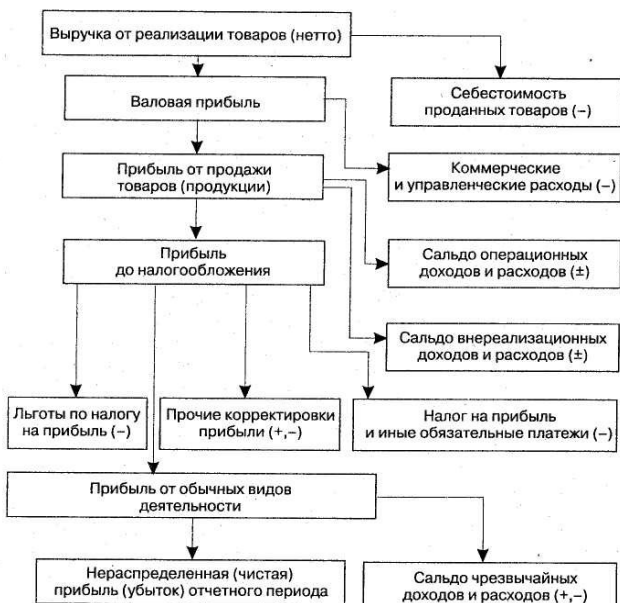 Выручка от реализации товаров (нетто)
Валовая прибыль
Себестоимость
проданных товаров (–)
Прибыль от продажи
товаров (продукции)
Коммерческие
и управленческие расходы (–)
Прибыль
до налогообложения
Сальдо операционных
доходов и расходов (±)
Сальдо внереализационных
доходов и расходов (±)
Льготы по налогу
на прибыль (–)
Прочие корректировки
прибыли (+,–)
Налог на прибыль
и иные обязательные платежи (–)
Прибыль от обычных видов
деятельности
Нераспределенная (чистая)
прибыль (убыток) отчетного периода
Сальдо чрезвычайных
доходов и расходов (+,–)